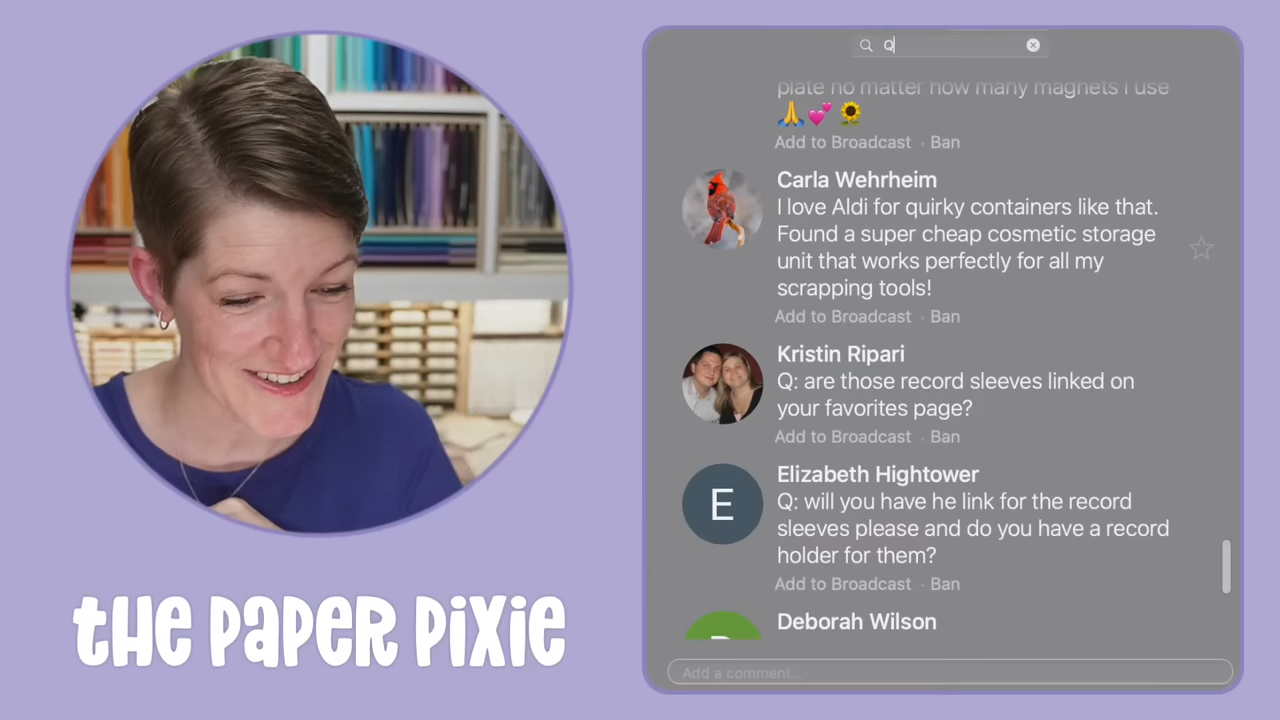 Q
plate no matter how many magnets I use
🙏💕🌻
Add to Broadcast · Ban
Carla Wehrheim
I love Aldi for quirky containers like that.
Found a super cheap cosmetic storage
unit that works perfectly for all my
scrapping tools!
Add to Broadcast · Ban
Kristin Ripari
Q: are those record sleeves linked on
your favorites page?
Add to Broadcast · Ban
E
Elizabeth Hightower
Q: will you have he link for the record
sleeves please and do you have a record
holder for them?
Add to Broadcast · Ban
Deborah Wilson
Add a comment...
the paper pixie